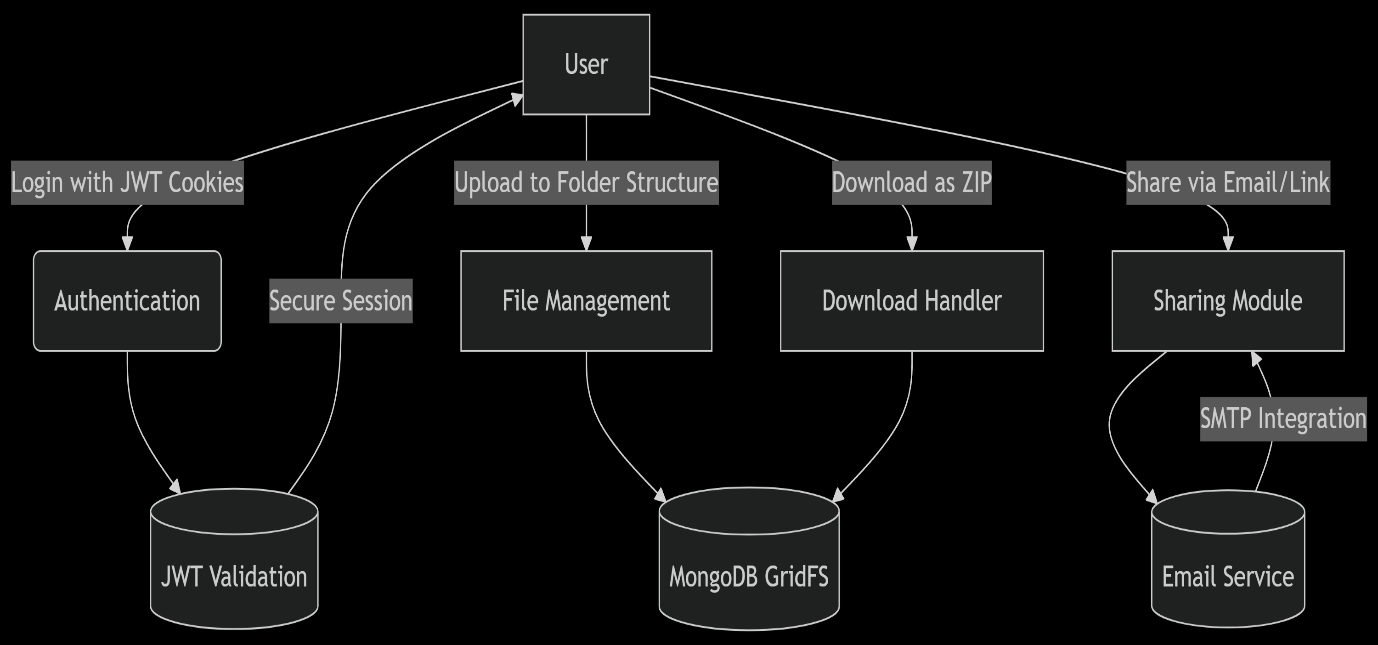 User
Login with JWT Cookies
Upload to Folder Structure
Download as ZIP
Share via Email/Link
Authentication
Secure Session
File Management
Download Handler
Sharing Module
SMTP Integration
JWT Validation
MongoDB GridFS
Email Service